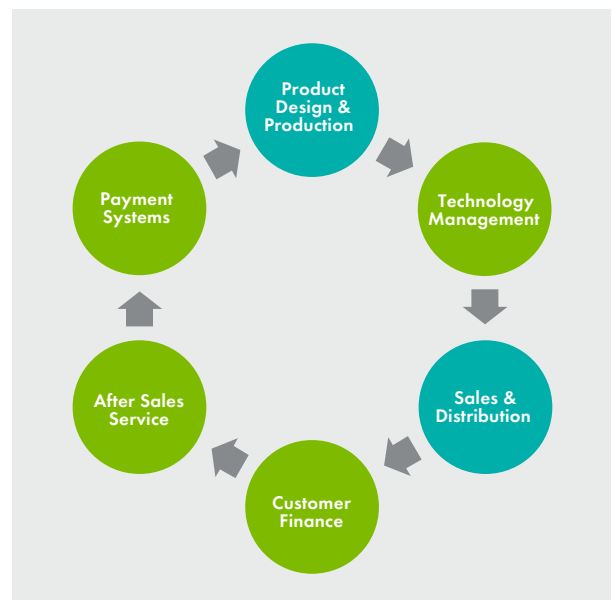 Product
Design &
Production
Technology
Management
Sales &
Distribution
Customer
Finance
After Sales
Service
Payment
Systems